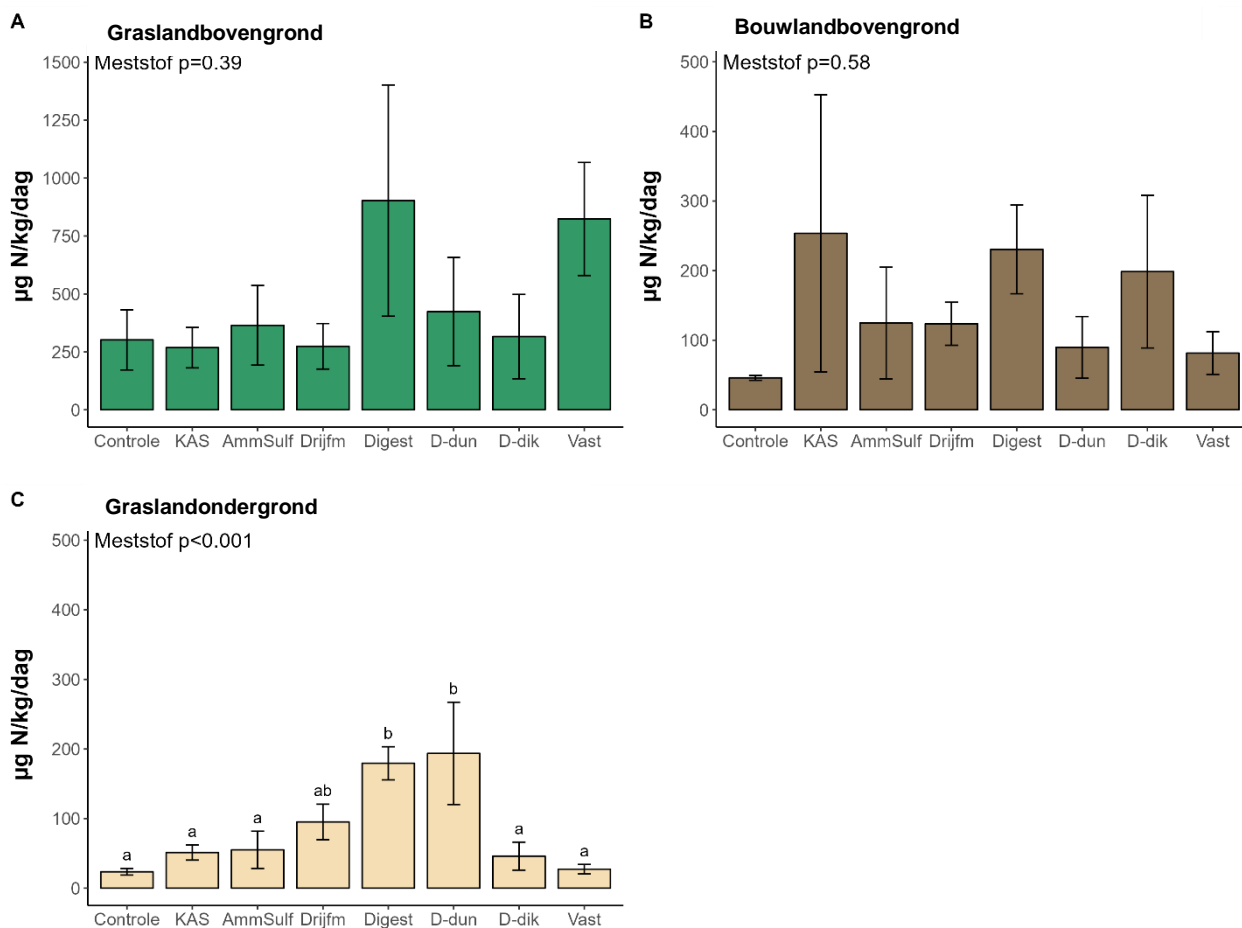 A
Graslandbovengrond
Meststof p=0.39
µg N/kg/dag
1500
1250
1000
750
500
250
0
Controle KAS AmmSulf Drijfm Digest D-dun D-dik Vast
B
Bouwlandbovengrond
Meststof p=0.58
µg N/kg/dag
500
400
300
200
100
0
Controle KAS AmmSulf Drijfm Digest D-dun D-dik Vast
C
Graslandondergrond
Meststof p<0.001
µg N/kg/dag
500
400
300
200
100
0
a a a ab b b a a
Controle KAS AmmSulf Drijfm Digest D-dun D-dik Vast